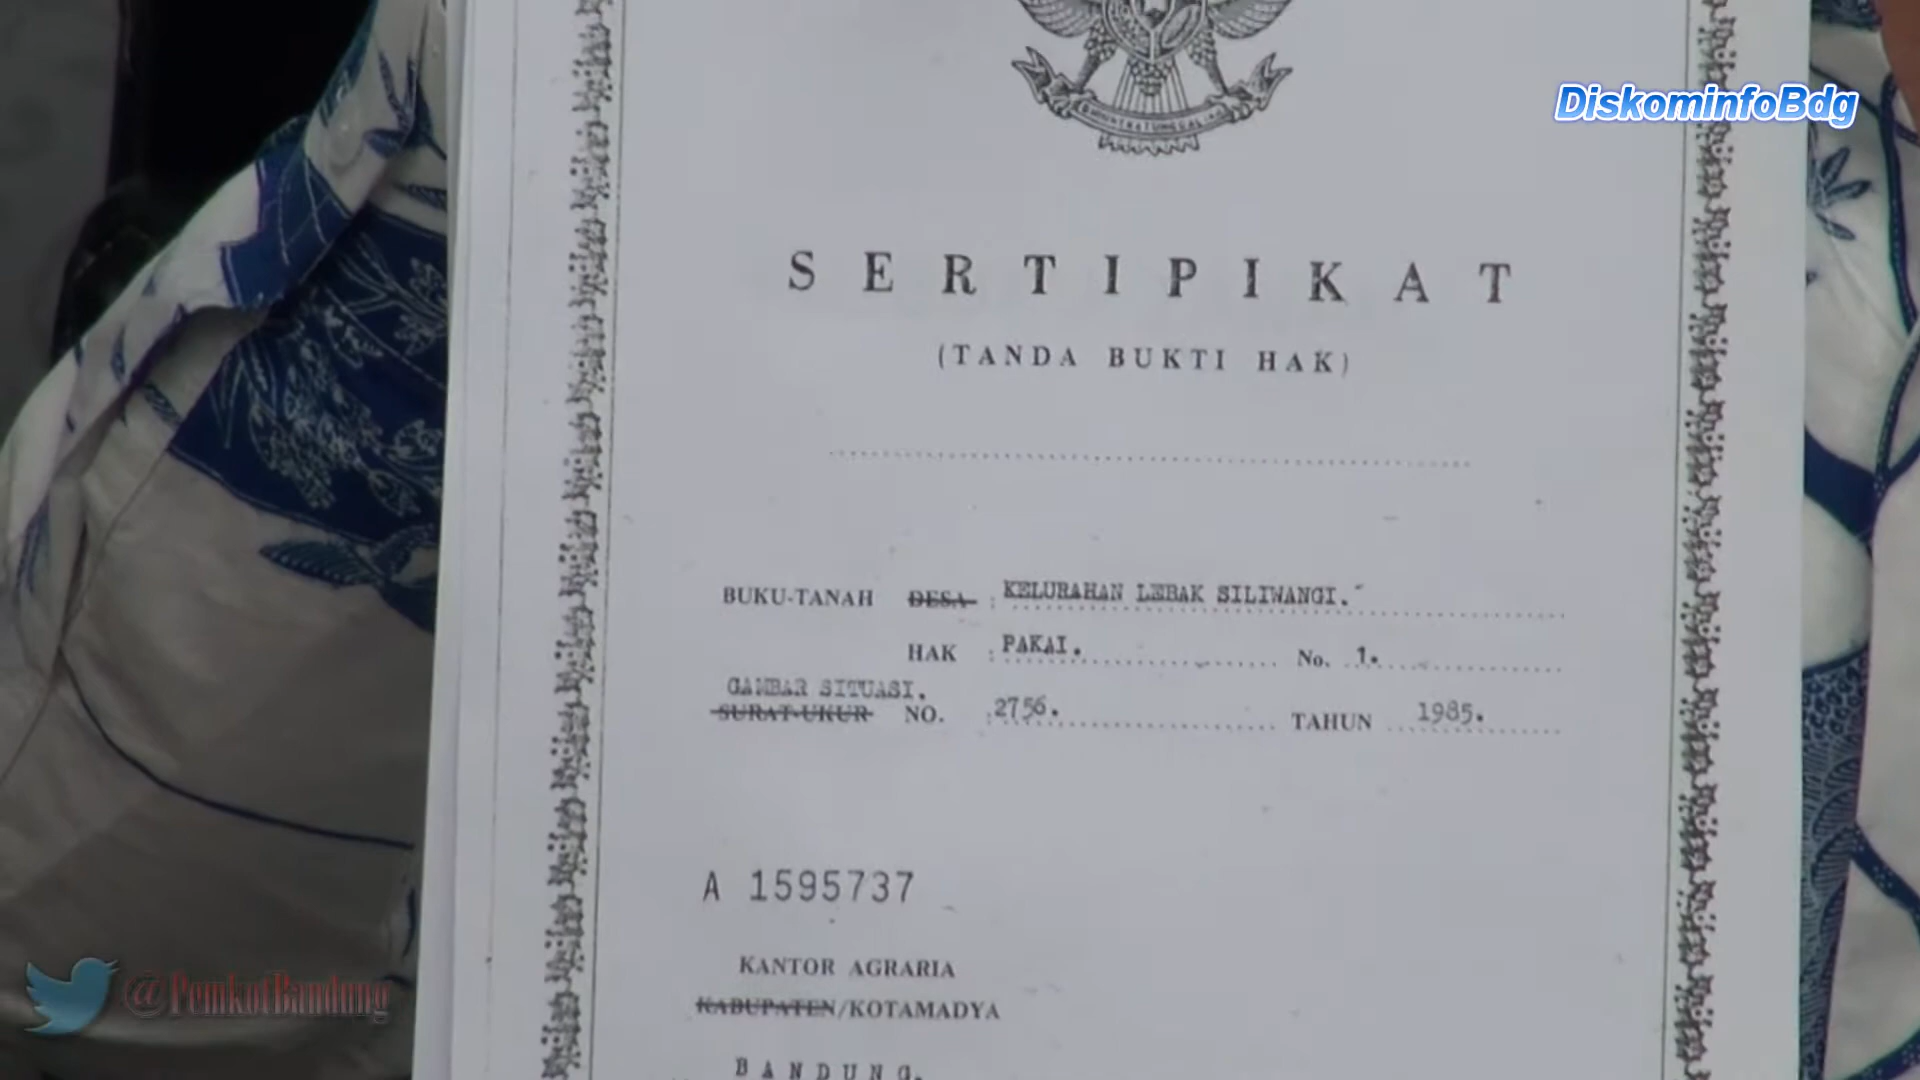 DiskominfoBdg
SERTIPIKAT
(TANDA BUKTI HAK)
BUKU-TANAH DESA : KELURAHAN LEBAK SILIWANGI.
HAK : PAKAI. No. 1.
GAMBAR SITUASI.
SURAT-UKUR NO. : 2756. TAHUN 1985.
A 1595737
KANTOR AGRARIA
KABUPATEN/KOTAMADYA
BANDUNG.
@PemkotBandung